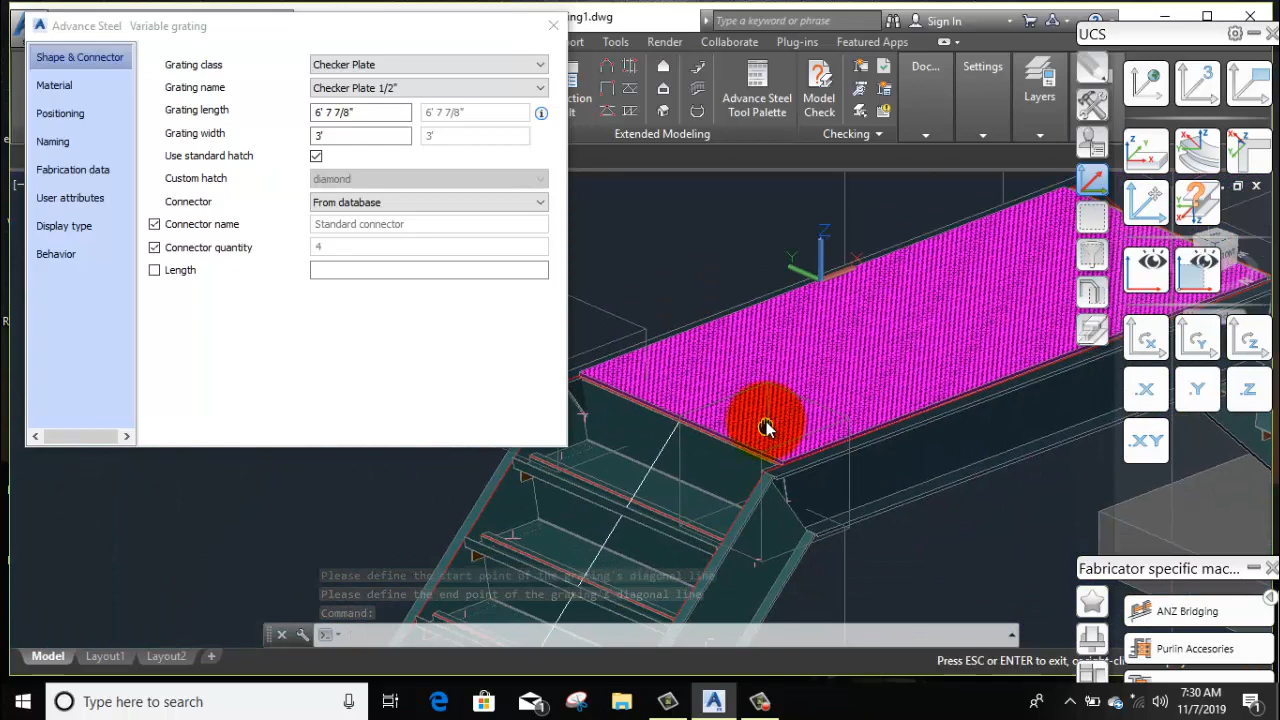 Advance Steel   Variable grating
ing1.dwg
Type a keyword or phrase
Sign In
ort
Tools
Render
Collaborate
Plug-ins
Featured Apps
UCS
Shape & Connector
Material
Positioning
Naming
Fabrication data
User attributes
Display type
Behavior
Grating class
Checker Plate
Grating name
Checker Plate 1/2"
Grating length
6' 7 7/8"
6' 7 7/8"
Grating width
3'
3'
Use standard hatch
Custom hatch
diamond
Connector
From database
Connector name
Standard connector
Connector quantity
4
Length
Advance Steel
Tool Palette
Model
Check
Doc...
Settings
Layers
Extended Modeling
Checking
Z
Y
X
3
Z
X
X
Y
Z
.X
.Y
.Z
.XY
Please define the start point of the grating's diagonal line
Please define the end point of the grating's diagonal line
Command:
Fabricator specific mac...
ANZ Bridging
Purlin Accesories
Model
Layout1
Layout2
+
Press ESC or ENTER to exit, or right-cli
Type here to search
7:30 AM
11/7/2019